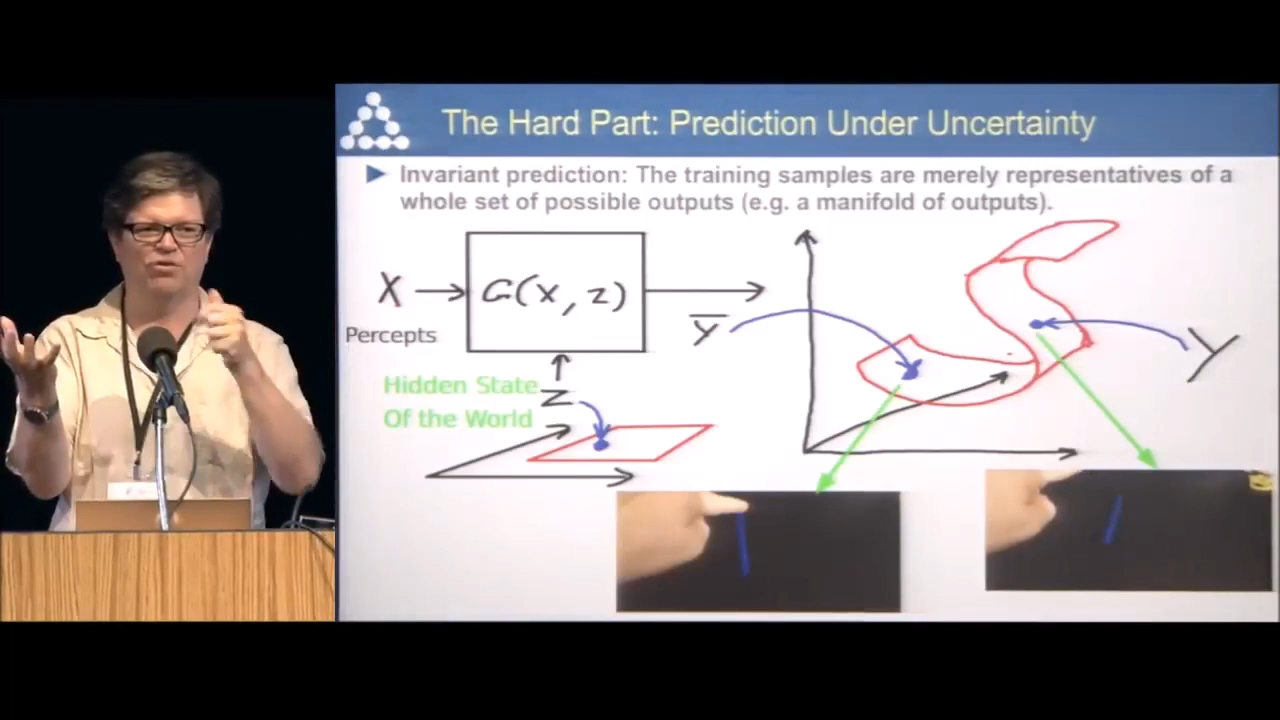 The Hard Part: Prediction Under Uncertainty
Invariant prediction: The training samples are merely representatives of a
whole set of possible outputs (e.g. a manifold of outputs).
X
G(x, z)
Percepts
Y
Y
Hidden State
Z
Of the World